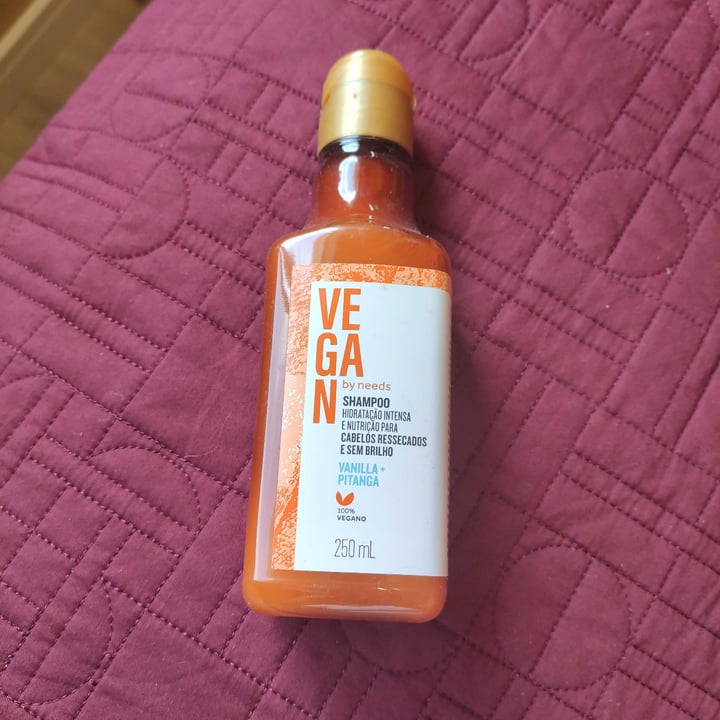 VE
GA
N
by needs
SHAMPOO
HIDRATAÇÃO INTENSA
E NUTRIÇÃO PARA
CABELOS RESSECADOS
E SEM BRILHO
VANILLA +
PITANGA
100%
VEGANO
250 mL